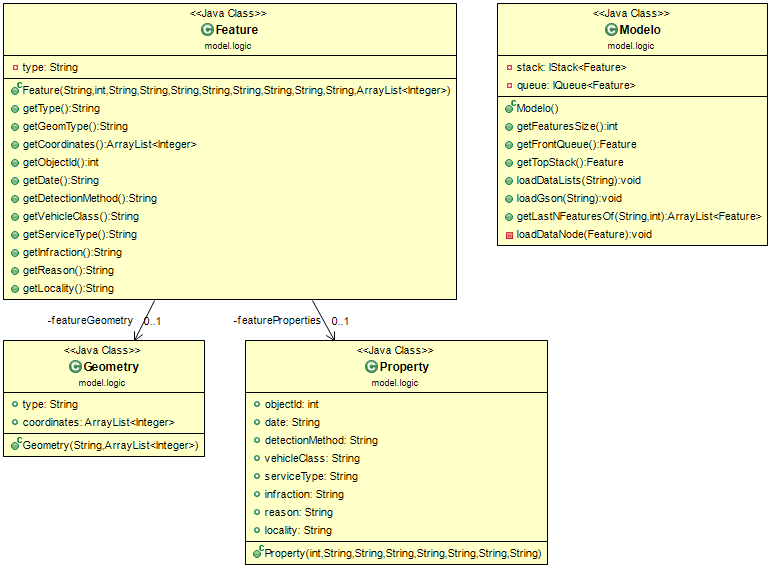 <<Java Class>>
Feature
model.logic
type: String
Feature(String,int,String,String,String,String,String,String,String,String,ArrayList<Integer>)
getType():String
getGeomType():String
getCoordinates():ArrayList<Integer>
getObjectId():int
getDate():String
getDetectionMethod():String
getVehicleClass():String
getServiceType():String
getInfraction():String
getReason():String
getLocality():String
<<Java Class>>
Modelo
model.logic
stack: IStack<Feature>
queue: IQueue<Feature>
Modelo()
getFeaturesSize():int
getFrontQueue():Feature
getTopStack():Feature
loadDataLists(String):void
loadGson(String):void
getLastNFeaturesOf(String,int):ArrayList<Feature>
loadDataNode(Feature):void
-featureGeometry
0..1
-featureProperties
0..1
<<Java Class>>
Geometry
model.logic
type: String
coordinates: ArrayList<Integer>
Geometry(String,ArrayList<Integer>)
<<Java Class>>
Property
model.logic
objectId: int
date: String
detectionMethod: String
vehicleClass: String
serviceType: String
infraction: String
reason: String
locality: String
Property(int,String,String,String,String,String,String,String)